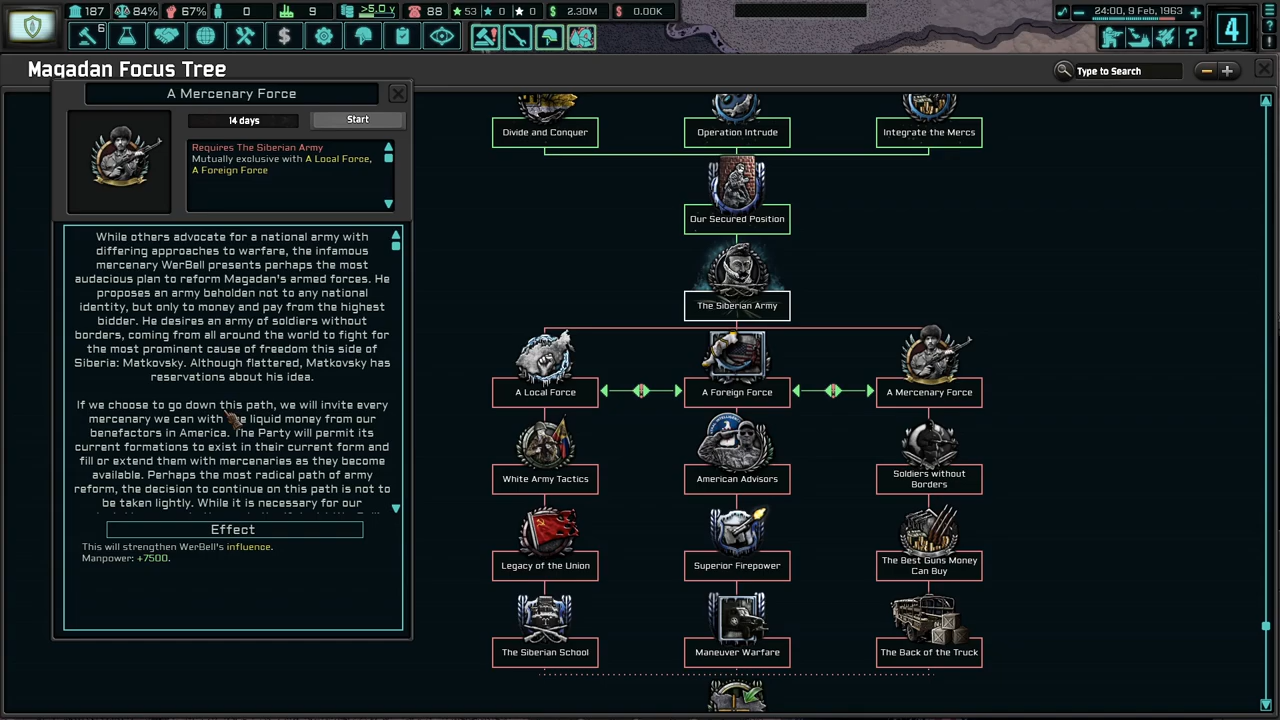 187 84% 67% 0 9 >5.0 y 88 53 0 0 $ 2.30M $ 0.00K 24:00, 9 Feb, 1963
6
4
Magadan Focus Tree
Type to Search
A Mercenary Force
14 days Start
Requires The Siberian Army
Mutually exclusive with A Local Force,
A Foreign Force
While others advocate for a national army with
differing approaches to warfare, the infamous
mercenary WerBell presents perhaps the most
audacious plan to reform Magadan's armed forces. He
proposes an army beholden not to any national
identity, but only to money and pay from the highest
bidder. He desires an army of soldiers without
borders, coming from all around the world to fight for
the most prominent cause of freedom this side of
Siberia: Matkovsky. Although flattered, Matkovsky has
reservations about his idea.
If we choose to go down this path, we will invite every
mercenary we can with the liquid money from our
benefactors in America. The Party will permit its
current formations to exist in their current form and
fill or extend them with mercenaries as they become
available. Perhaps the most radical path of army
reform, the decision to continue on this path is not to
be taken lightly. While it is necessary for our
Effect
This will strengthen WerBell's influence.
Manpower: +7500.
Divide and Conquer
Operation Intrude
Integrate the Mercs
Our Secured Position
The Siberian Army
A Local Force
A Foreign Force
A Mercenary Force
White Army Tactics
American Advisors
Soldiers without
Borders
Legacy of the Union
Superior Firepower
The Best Guns Money
Can Buy
The Siberian School
Maneuver Warfare
The Back of the Truck